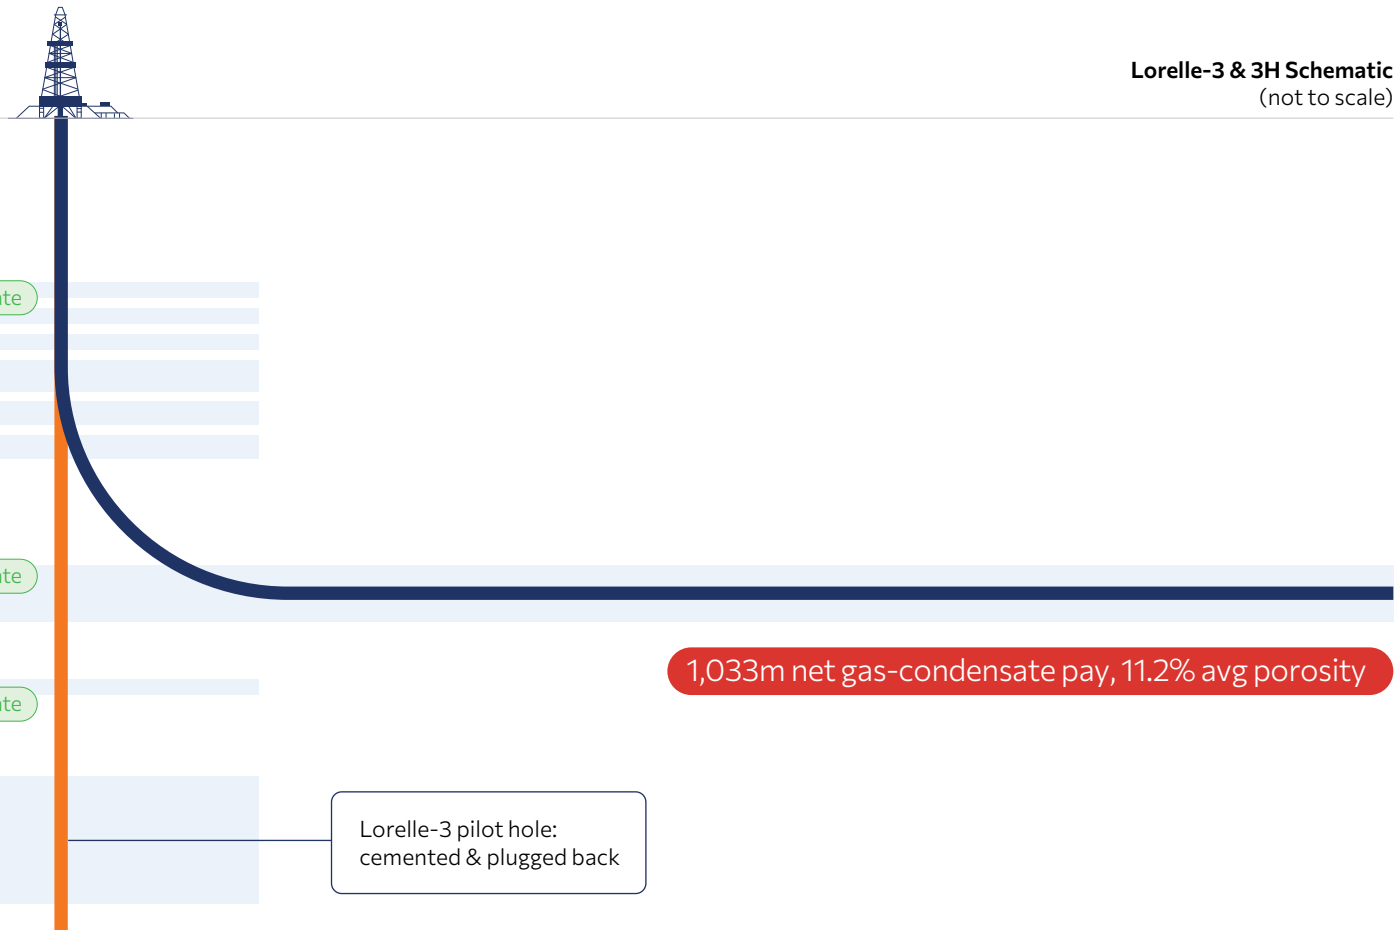 Lorelle-3 & 3H Schematic
(not to scale)
1,033m net gas-condensate pay, 11.2% avg porosity
Lorelle-3 pilot hole:
cemented & plugged back